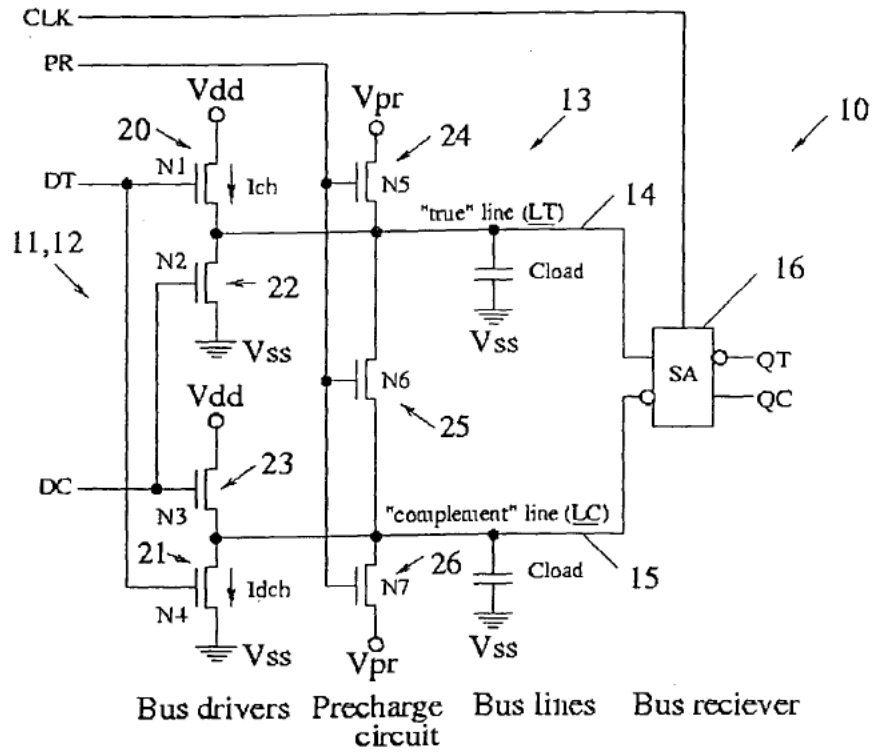 CLK
PR
Vdd
Vpr
13
10
20
24
N1
Ich
N5
DT
"true" line (LT)
14
11,12
N2
22
Cload
16
Vss
Vss
SA
QT
QC
N6
25
Vdd
23
DC
N3
"complement" line (LC)
21
26
15
Idch
N7
Cload
N4
Vss
Vss
Vpr
Bus drivers Precharge circuit Bus lines Bus reciever